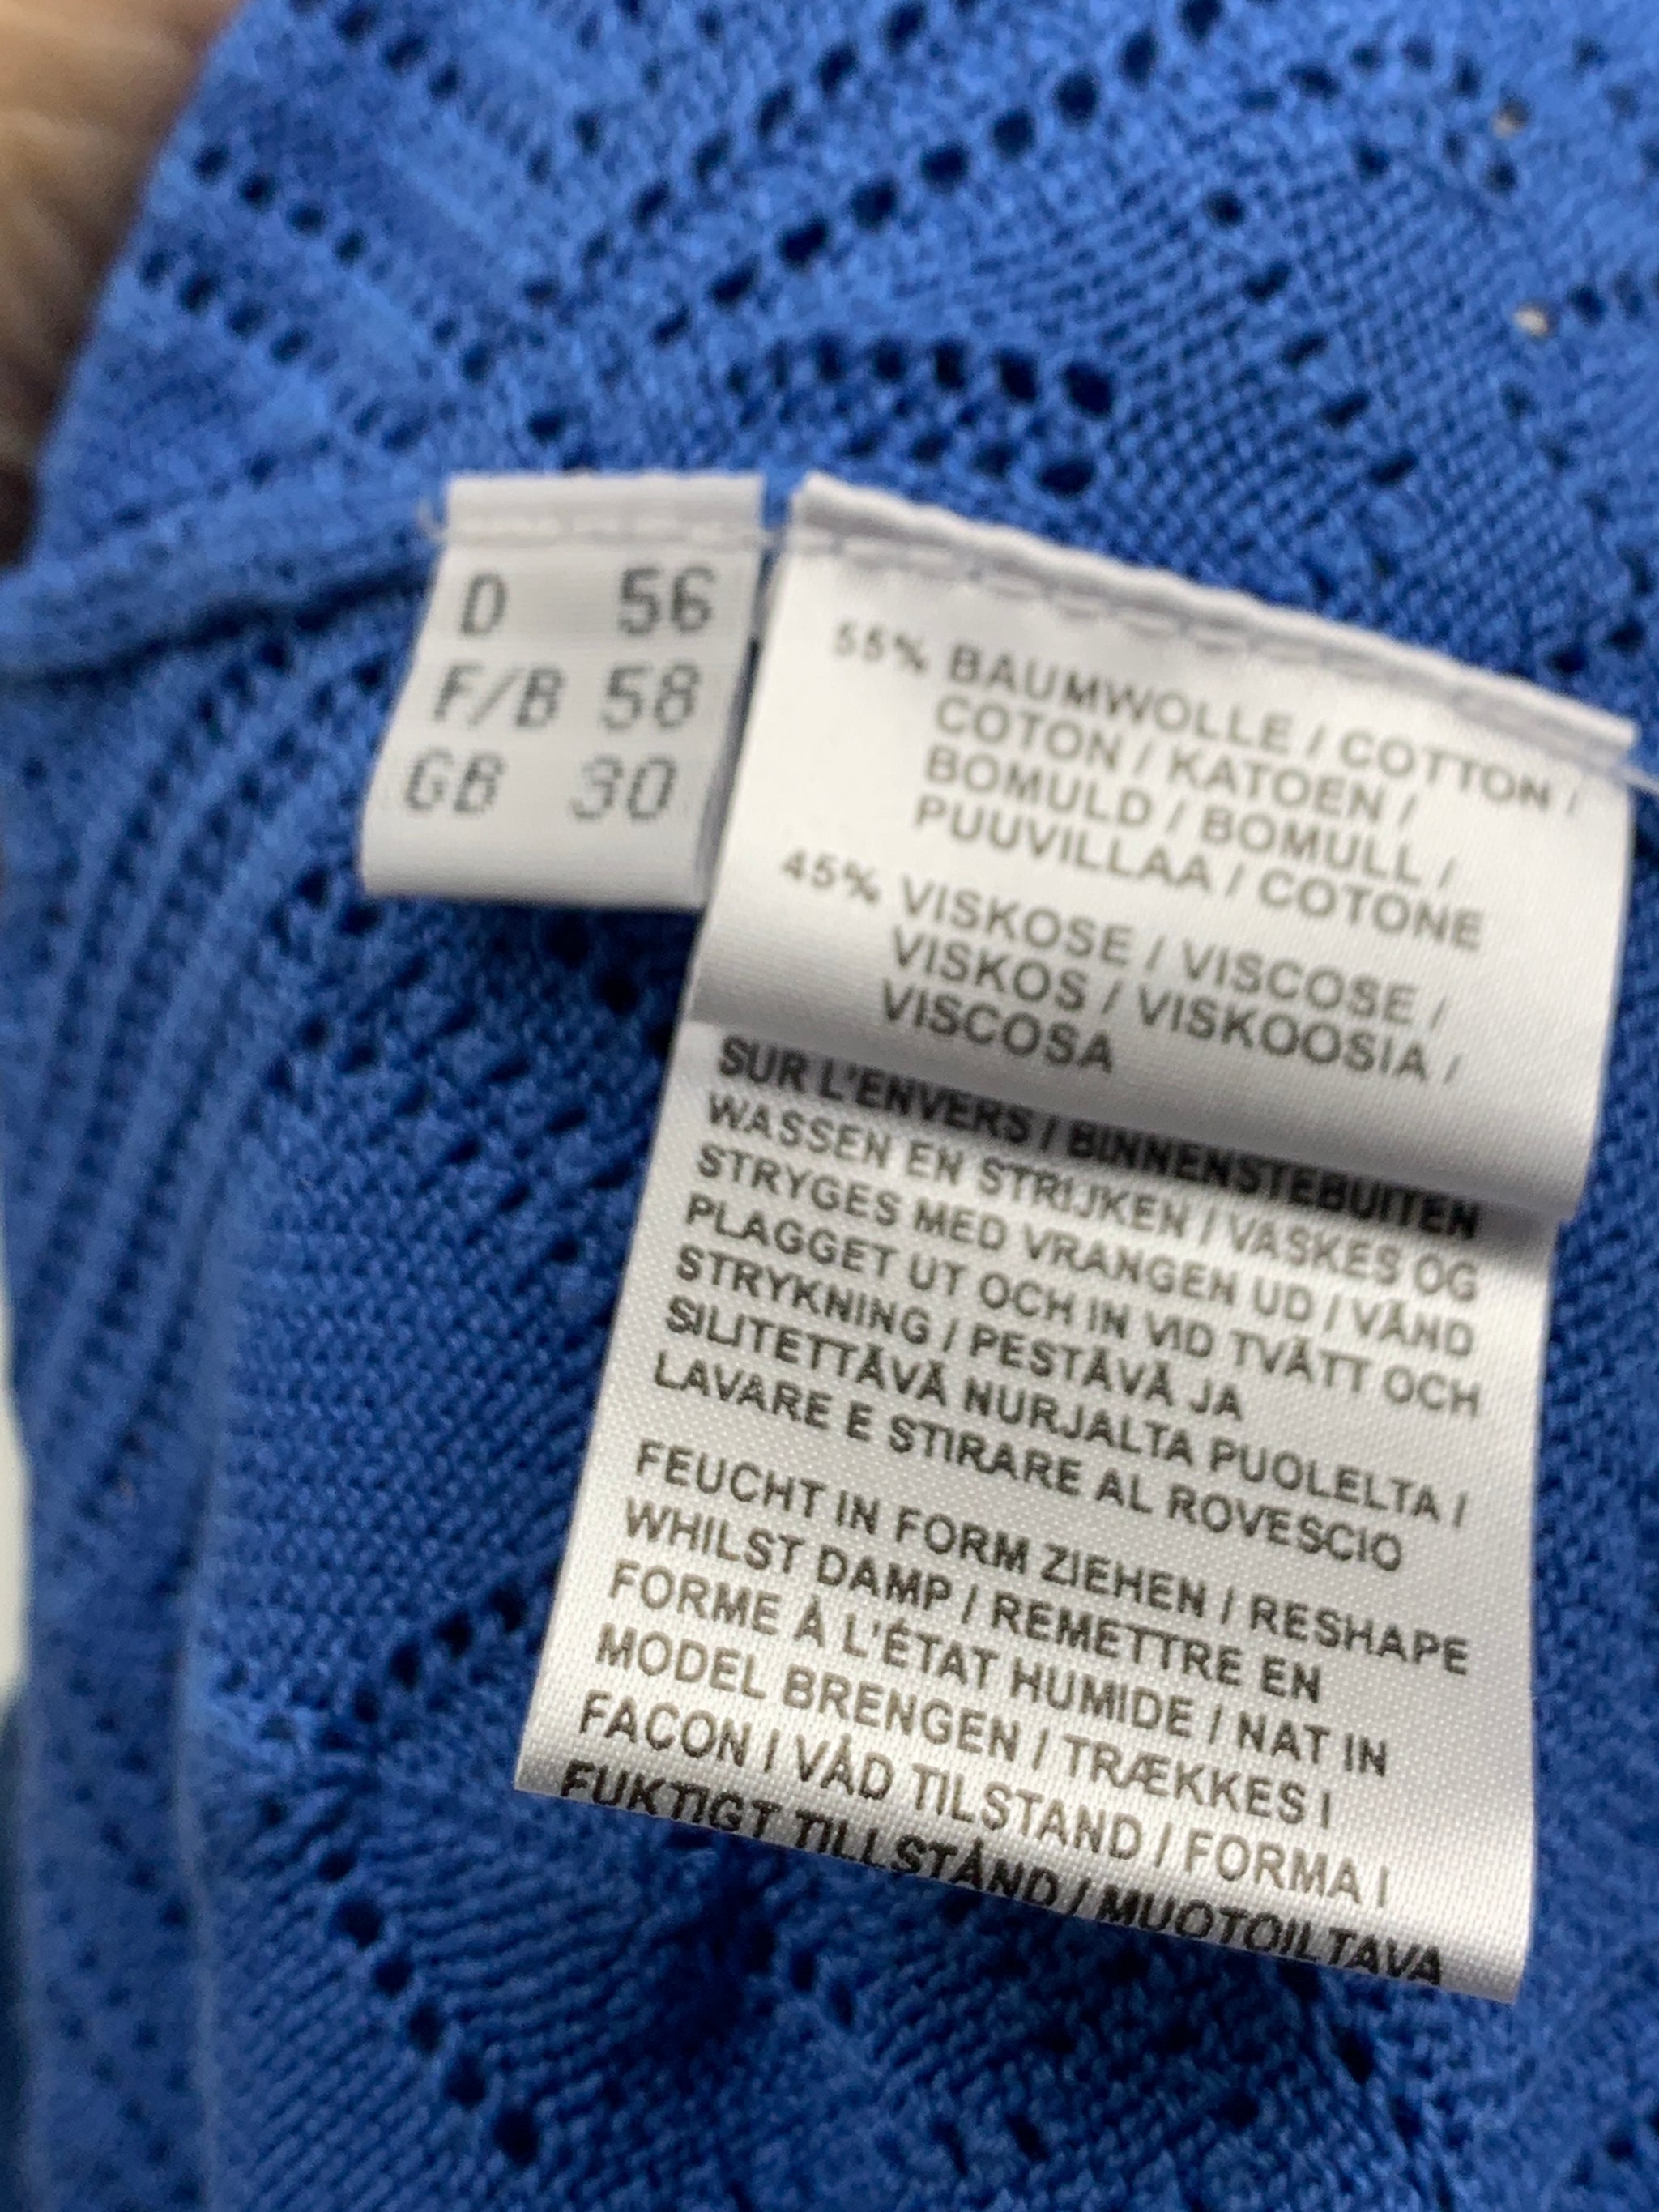 D 56
F/B 58
GB 30
55% BAUMWOLLE / COTTON /
COTON / KATOEN /
BOMULD / BOMULL /
PUUVILLAA / COTONE
45% VISKOSE / VISCOSE /
VISKOS / VISKOOSIA /
VISCOSA
SUR L'ENVERS / BINNENSTEBUITEN
WASSEN EN STRIJKEN / VASKES OG
STRYGES MED VRANGEN UD / VÄND
PLAGGET UT OCH IN VID TVÄTT OCH
STRYKNING / PESTÄVÄ JA
SILITETTÄVÄ NURJALTA PUOLELTA /
LAVARE E STIRARE AL ROVESCIO
FEUCHT IN FORM ZIEHEN / RESHAPE
WHILST DAMP / REMETTRE EN
FORME À L'ÉTAT HUMIDE / NAT IN
MODEL BRENGEN / TRÆKKES I
FACON I VÅD TILSTAND / FORMA I
FUKTIGT TILLSTÅND / MUOTOILTAVA